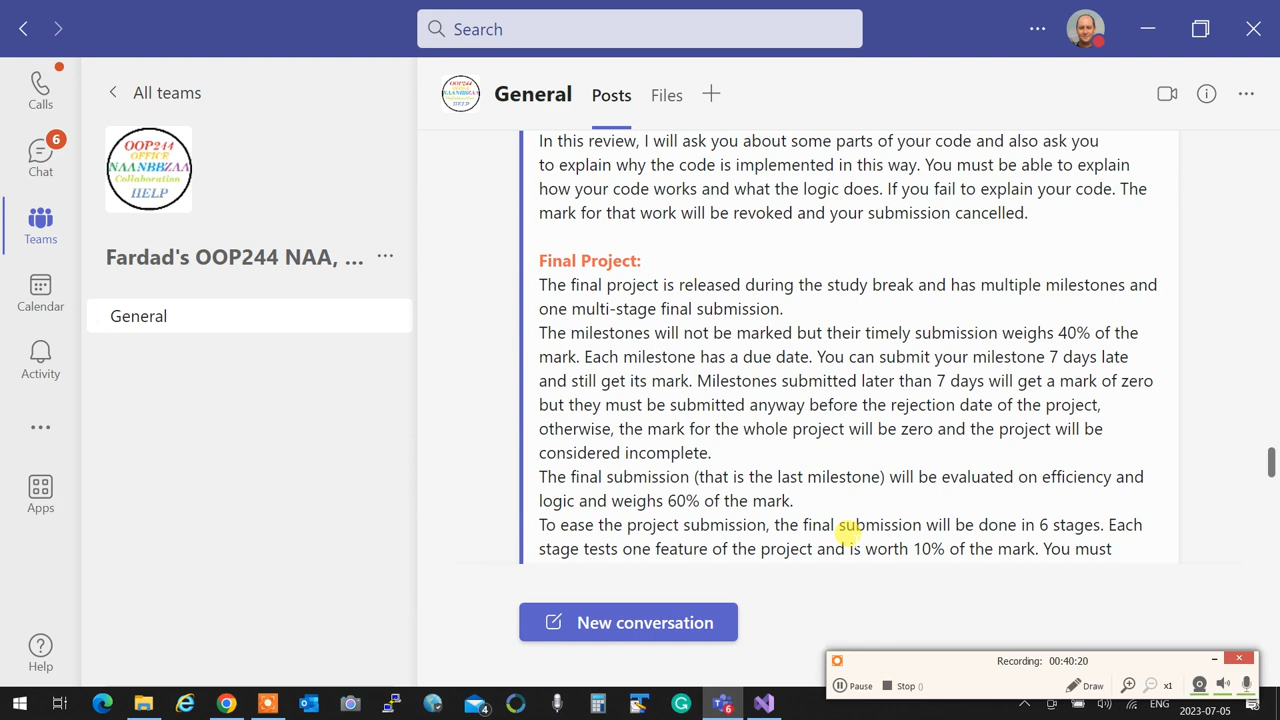 Search
Calls
6
Chat
Teams
Calendar
Activity
Apps
Help
All teams
OOP244
OFFICE
NAANBBZAA
Collaboration
HELP
Fardad's OOP244 NAA, ...
General
General
Posts
Files
In this review, I will ask you about some parts of your code and also ask you
to explain why the code is implemented in this way. You must be able to explain
how your code works and what the logic does. If you fail to explain your code. The
mark for that work will be revoked and your submission cancelled.
Final Project:
The final project is released during the study break and has multiple milestones and
one multi-stage final submission.
The milestones will not be marked but their timely submission weighs 40% of the
mark. Each milestone has a due date. You can submit your milestone 7 days late
and still get its mark. Milestones submitted later than 7 days will get a mark of zero
but they must be submitted anyway before the rejection date of the project,
otherwise, the mark for the whole project will be zero and the project will be
considered incomplete.
The final submission (that is the last milestone) will be evaluated on efficiency and
logic and weighs 60% of the mark.
To ease the project submission, the final submission will be done in 6 stages. Each
stage tests one feature of the project and is worth 10% of the mark. You must
New conversation
Recording: 00:40:20
Pause
Stop ()
Draw
x1
4
6
ENG
2023-07-05